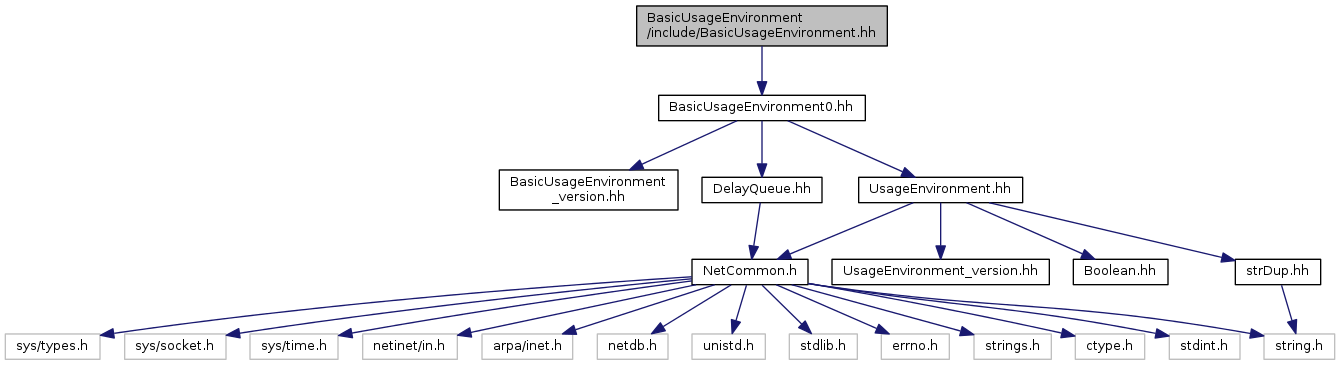 BasicUsageEnvironment
/include/BasicUsageEnvironment.hh
BasicUsageEnvironment0.hh
BasicUsageEnvironment
_version.hh
DelayQueue.hh
UsageEnvironment.hh
NetCommon.h
UsageEnvironment_version.hh
Boolean.hh
strDup.hh
sys/types.h
sys/socket.h
sys/time.h
netinet/in.h
arpa/inet.h
netdb.h
unistd.h
stdlib.h
errno.h
strings.h
ctype.h
stdint.h
string.h